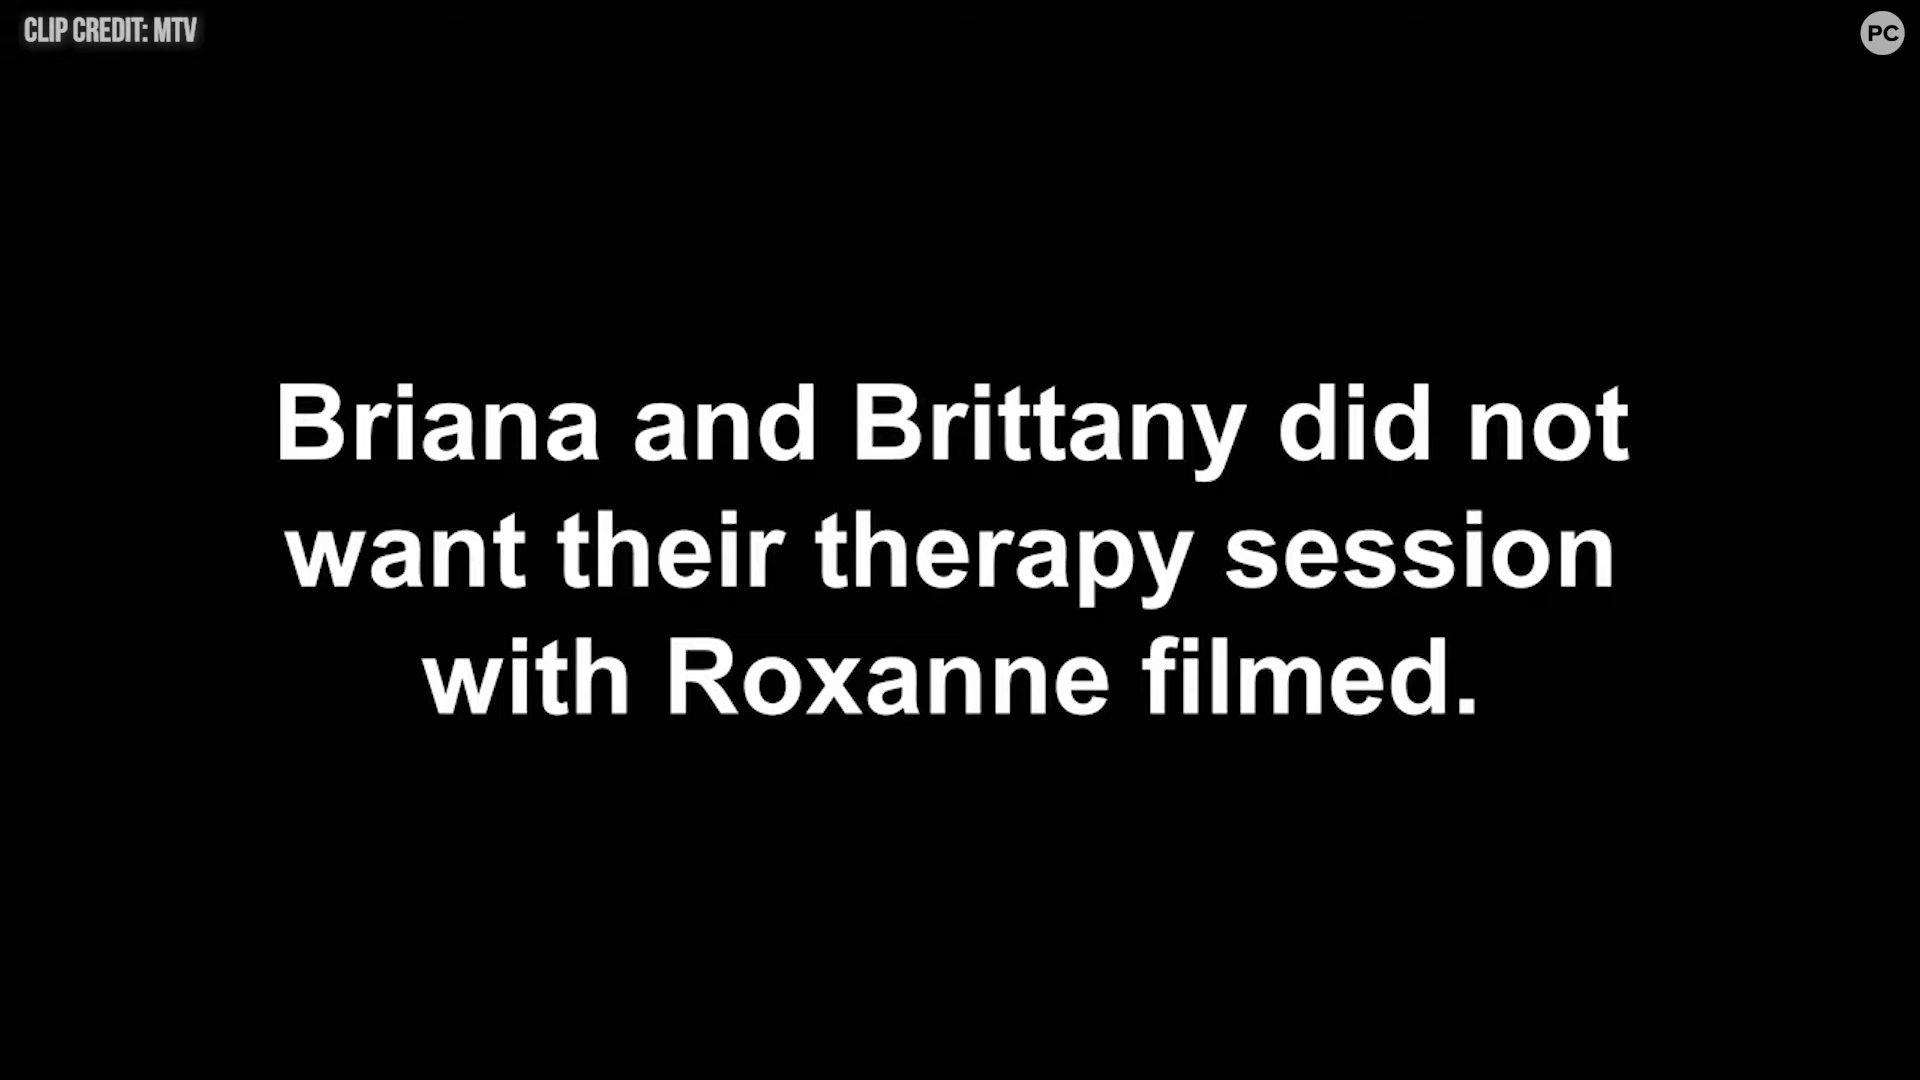 CLIP CREDIT: MTV
PC
Briana and Brittany did not
want their therapy session
with Roxanne filmed.